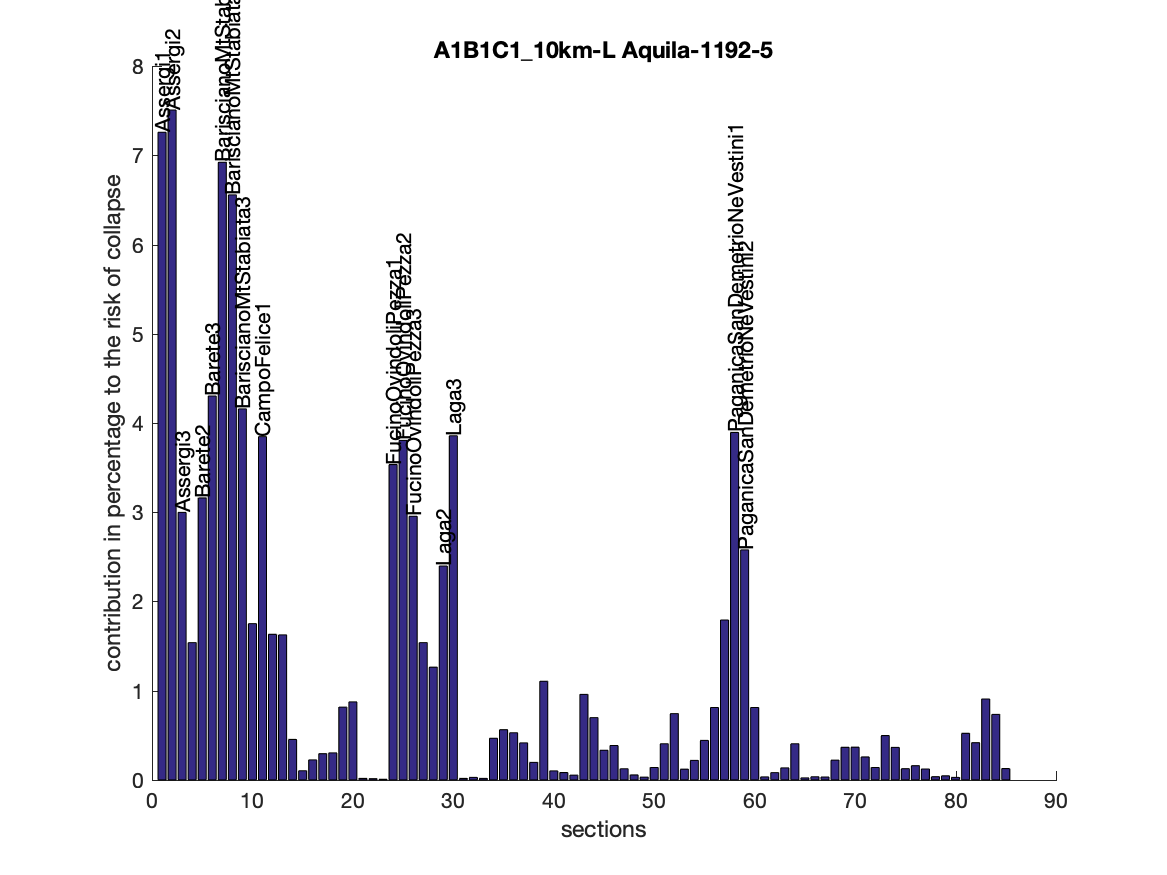 A1B1C1_10km-L Aquila-1192-5
contribution in percentage to the risk of collapse
8
7
6
5
4
3
2
1
0
Assergi1
Assergi2
Assergi3
Barete2
Barete3
BariscianoMtStab
BariscianoMtStabiata
BariscianoMtStabiata3
CampoFelice1
FucinoOvindoliPezza1
FucinoOvindoliPezza2
FucinoOvindoliPezza3
Laga2
Laga3
PaganicaSanDemetrioNeVestini1
PaganicaSanDemetrioNeVestini2
0 10 20 30 40 50 60 70 80 90
sections